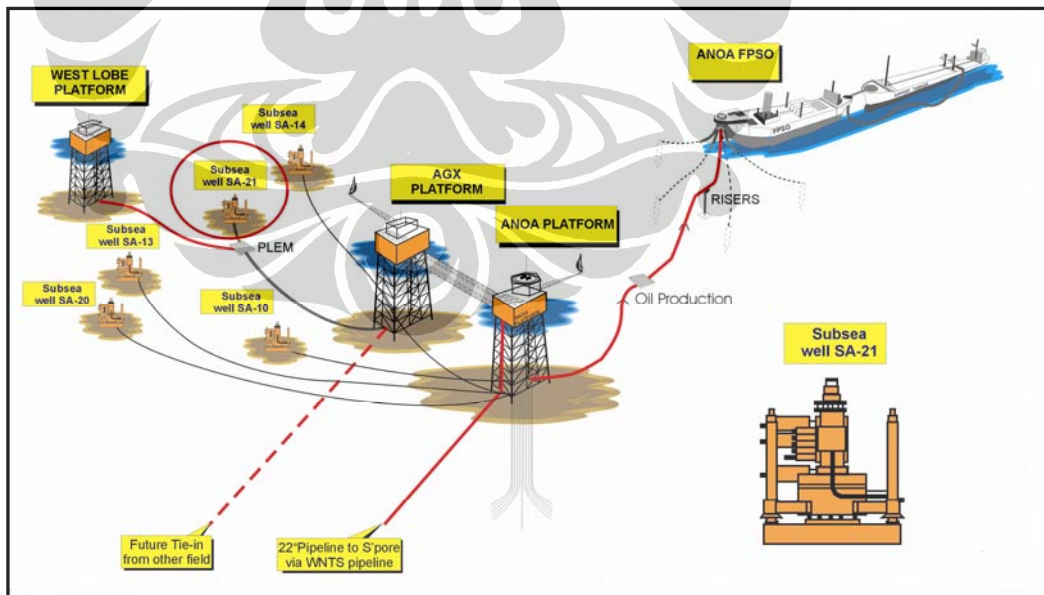 WEST LOBE
PLATFORM
Subsea
well SA-14
ANOA FPSO
FPSO
Subsea
well SA-21
AGX
PLATFORM
ANOA PLATFORM
RISERS
Subsea
well SA-13
PLEM
Subsea
well SA-20
Subsea
well SA-10
Oil Production
Subsea
well SA-21
Future Tie-in
from other field
22"Pipeline to S'pore
via WNTS pipeline